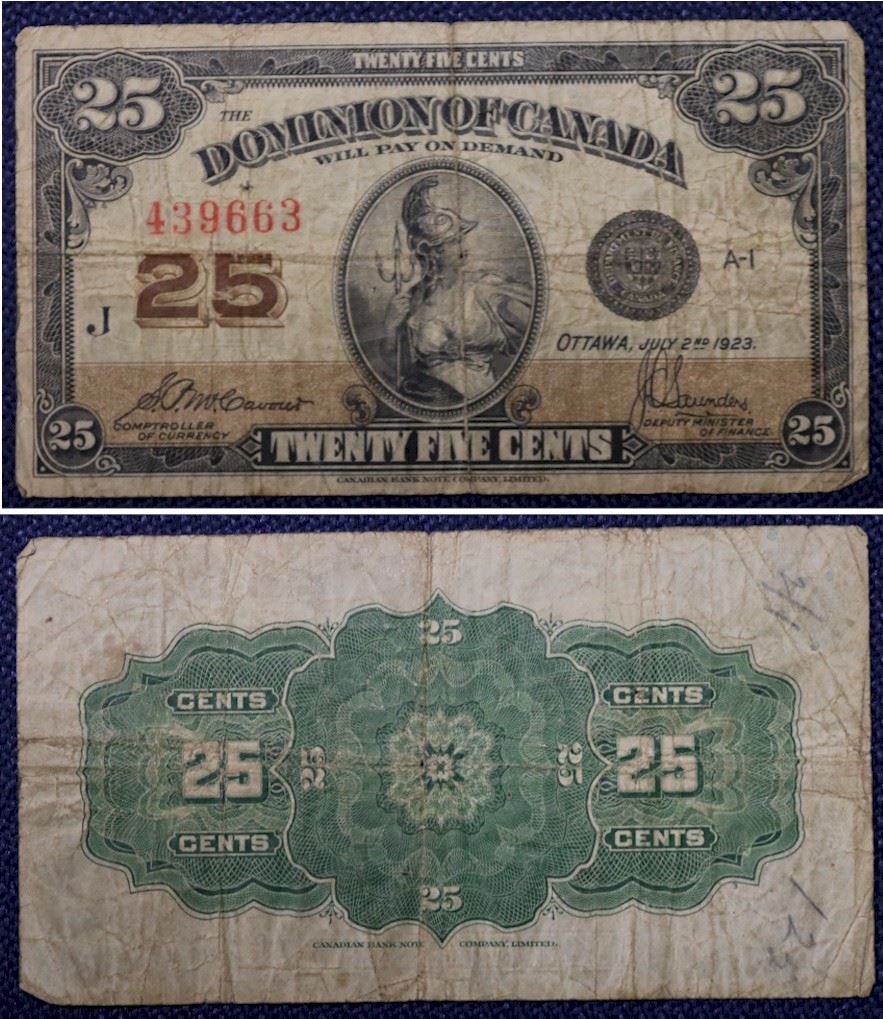 TWENTY FIVE CENTS
25
25
THE
DOMINION OF CANADA
WILL PAY ON DEMAND
439663
25
J
A-1
OTTAWA, JULY 2ND 1923.
J.C. Saunders
COMPTROLLER
OF CURRENCY
DEPUTY MINISTER
OF FINANCE.
25
TWENTY FIVE CENTS
25
CANADIAN BANK NOTE COMPANY, LIMITED.
25
CENTS
CENTS
25
25
25
25
CENTS
CENTS
25
CANADIAN BANK NOTE COMPANY, LIMITED.